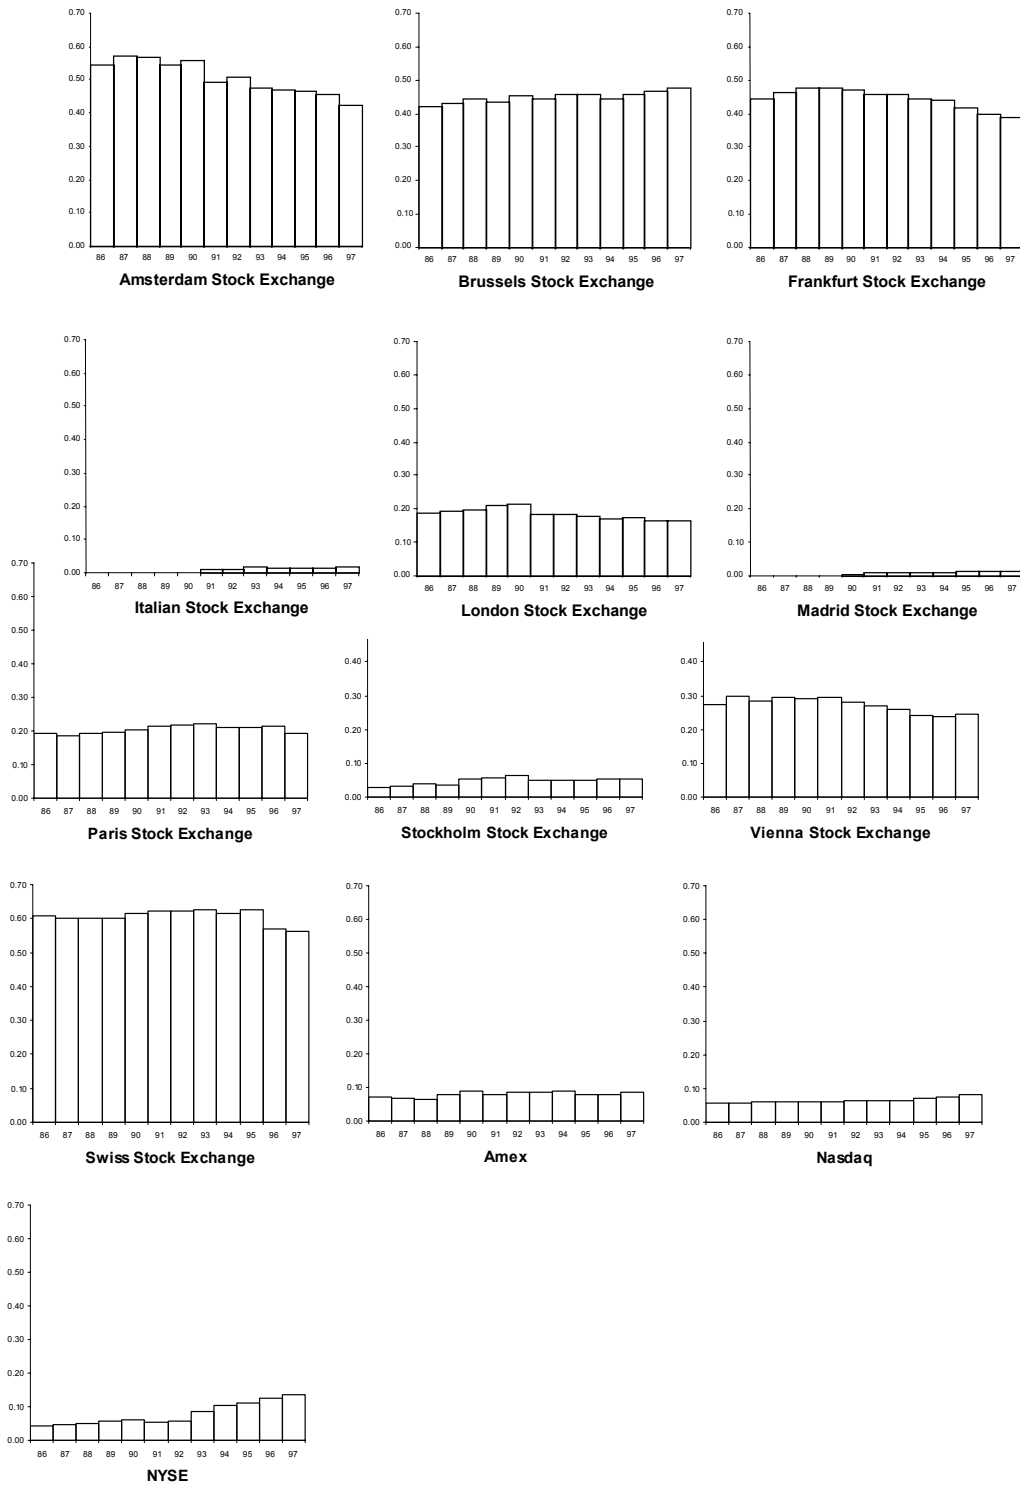 0.70 0.70 0.70
0.60 0.60 0.60
0.50 0.50 0.50
0.40 0.40 0.40
0.30 0.30 0.30
0.20 0.20 0.20
0.10 0.10 0.10
0.00 0.00 0.00
86 87 88 89 90 91 92 93 94 95 96 97 86 87 88 89 90 91 92 93 94 95 96 97 86 87 88 89 90 91 92 93 94 95 96 97
Amsterdam Stock Exchange Brussels Stock Exchange Frankfurt Stock Exchange
0.70 0.70 0.70
0.60 0.60 0.60
0.50 0.50 0.50
0.40 0.40 0.40
0.30 0.30 0.30
0.20 0.20 0.20
0.10 0.10 0.10
0.00 0.00 0.00
86 87 88 89 90 91 92 93 94 95 96 97 86 87 88 89 90 91 92 93 94 95 96 97 86 87 88 89 90 91 92 93 94 95 96 97
Italian Stock Exchange London Stock Exchange Madrid Stock Exchange
0.70
0.60
0.50
0.40 0.40 0.40
0.30 0.30 0.30
0.20 0.20 0.20
0.10 0.10 0.10
0.00 0.00 0.00
86 87 88 89 90 91 92 93 94 95 96 97 86 87 88 89 90 91 92 93 94 95 96 97 86 87 88 89 90 91 92 93 94 95 96 97
Paris Stock Exchange Stockholm Stock Exchange Vienna Stock Exchange
0.70 0.70 0.70
0.60 0.60 0.60
0.50 0.50 0.50
0.40 0.40 0.40
0.30 0.30 0.30
0.20 0.20 0.20
0.10 0.10 0.10
0.00 0.00 0.00
86 87 88 89 90 91 92 93 94 95 96 97 86 87 88 89 90 91 92 93 94 95 96 97 86 87 88 89 90 91 92 93 94 95 96 97
Swiss Stock Exchange Amex Nasdaq
0.70
0.60
0.50
0.40
0.30
0.20
0.10
0.00
86 87 88 89 90 91 92 93 94 95 96 97
NYSE